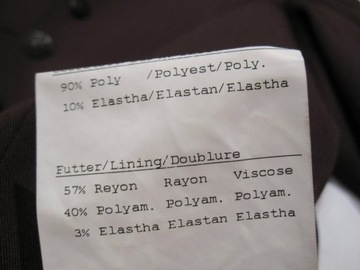 90% Poly /Polyest/Poly.
10% Elastha/Elastan/Elastha
Futter/Lining/Doublure
57% Reyon Rayon Viscose
40% Polyam. Polyam. Polyam.
3% Elastha Elastan Elastha